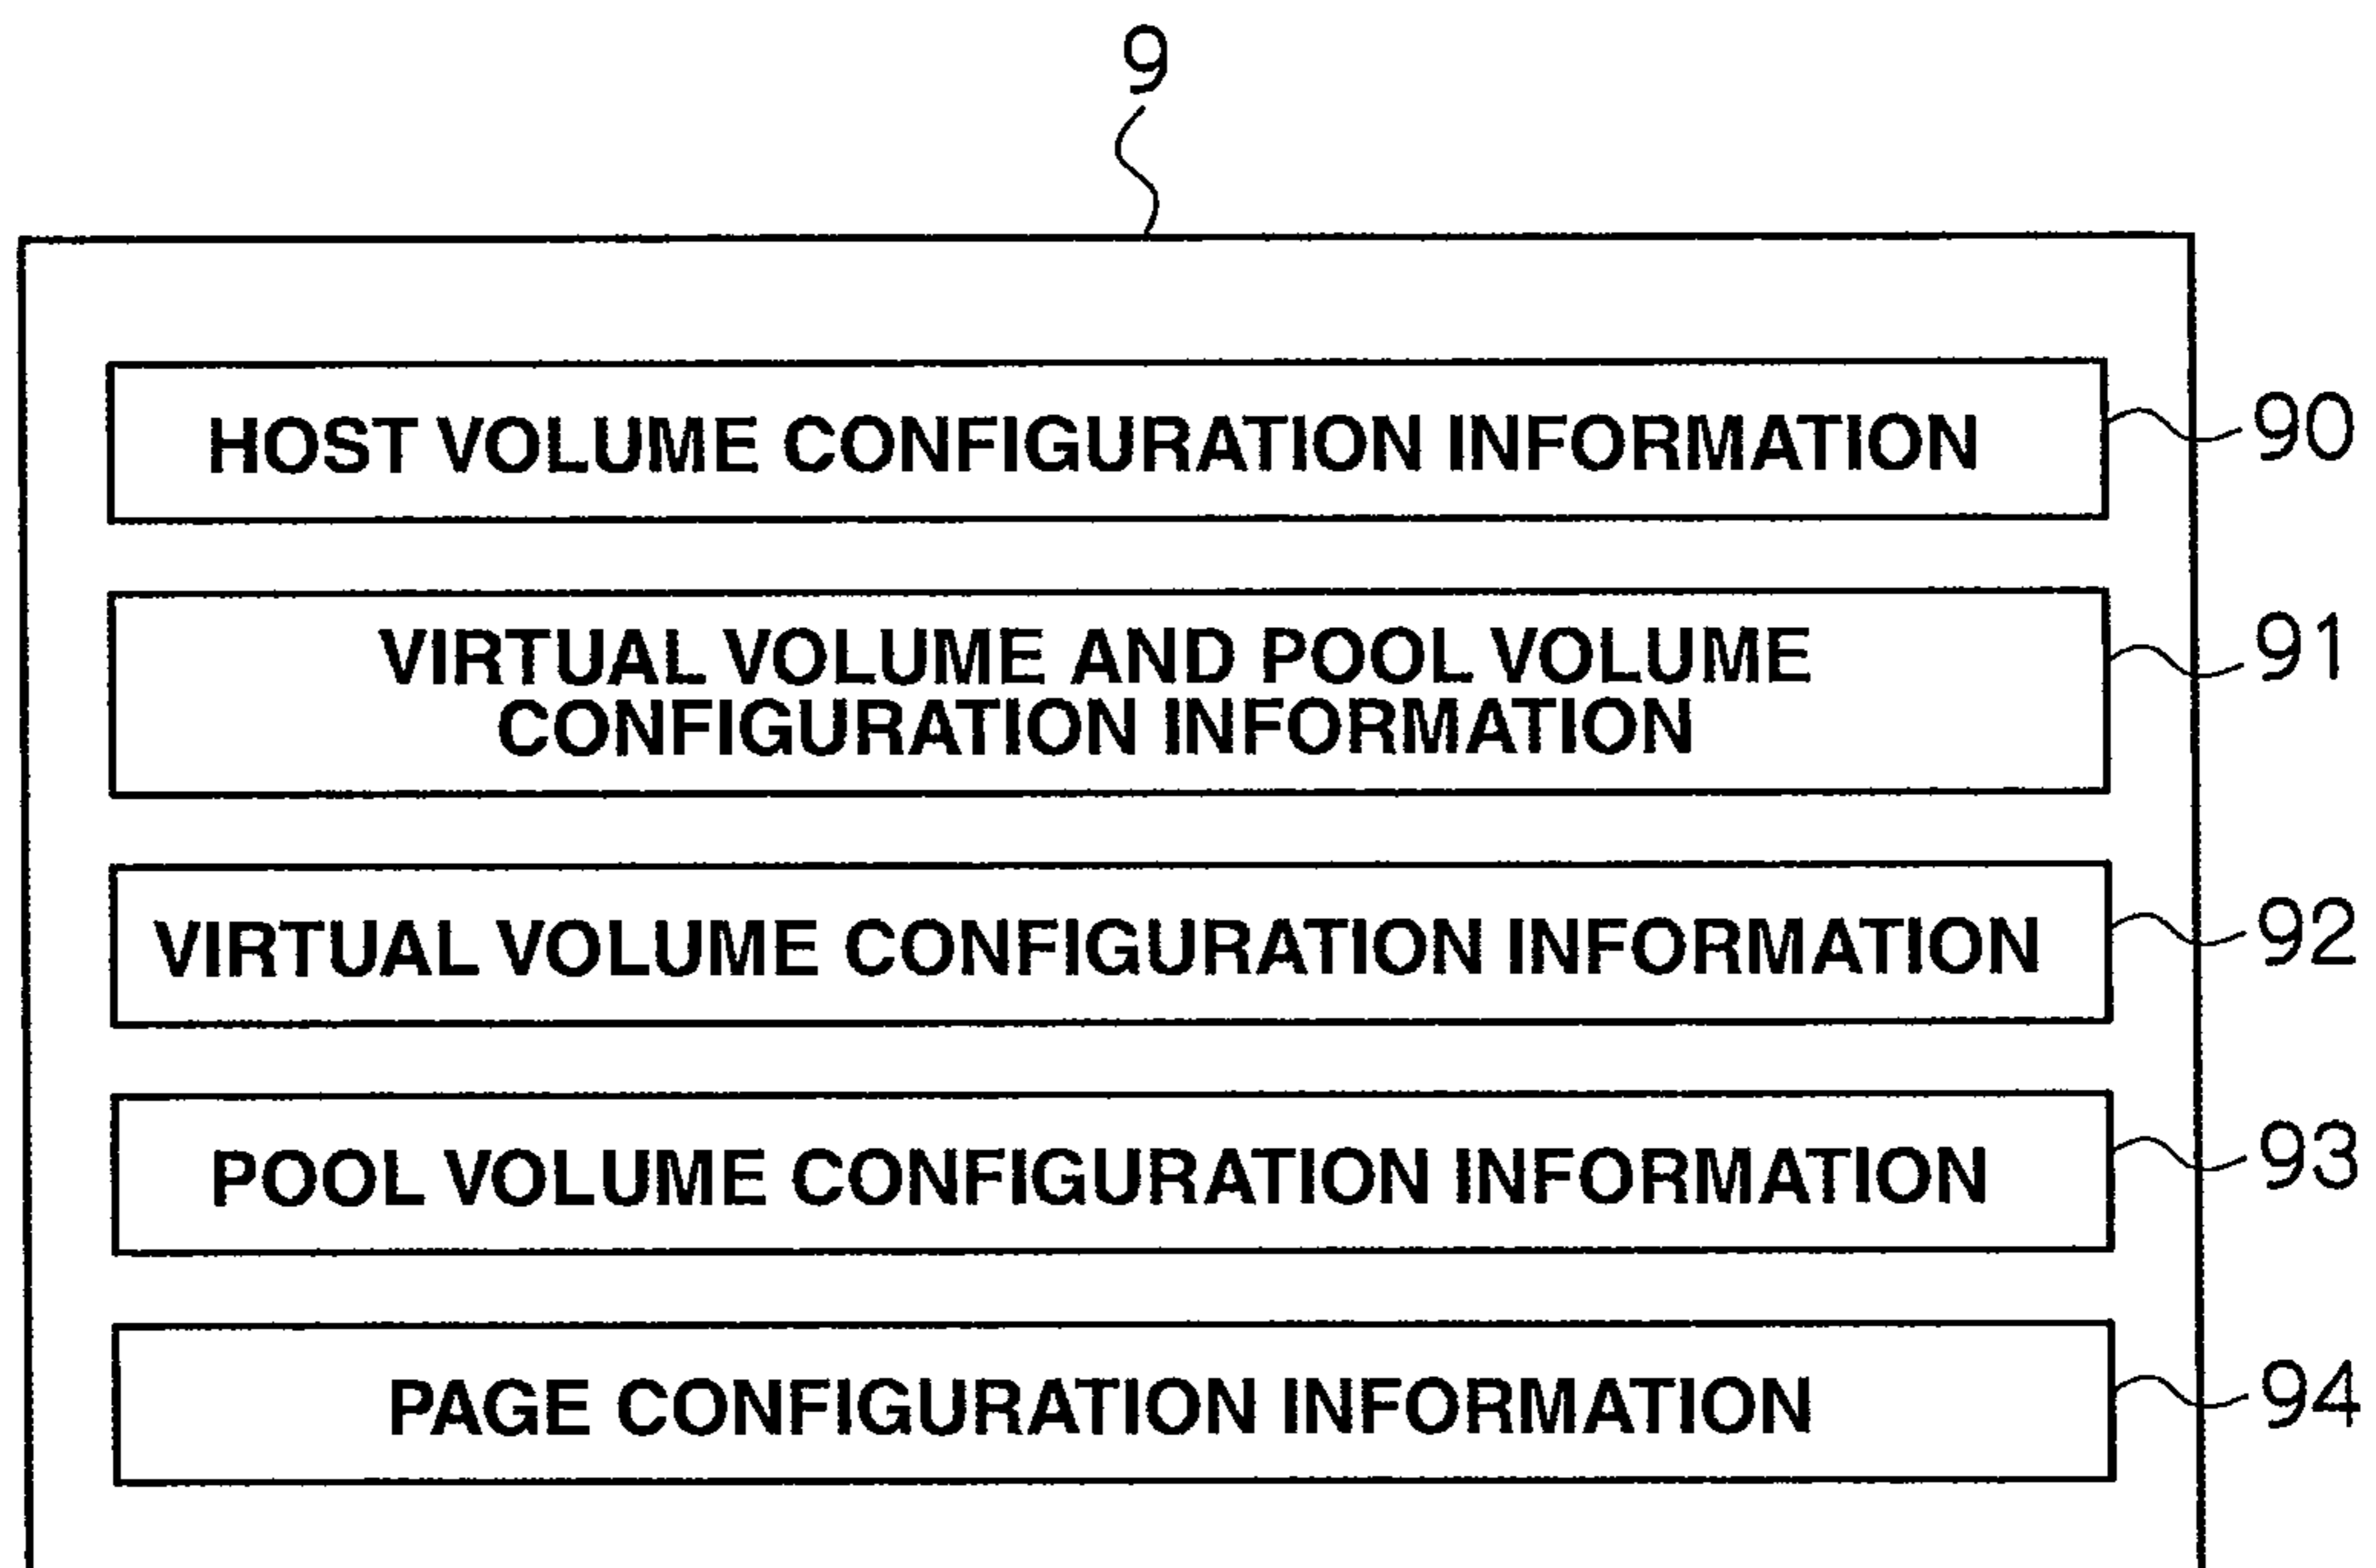 9
HOST VOLUME CONFIGURATION INFORMATION 90
VIRTUAL VOLUME AND POOL VOLUME
CONFIGURATION INFORMATION 91
VIRTUAL VOLUME CONFIGURATION INFORMATION 92
POOL VOLUME CONFIGURATION INFORMATION 93
PAGE CONFIGURATION INFORMATION 94